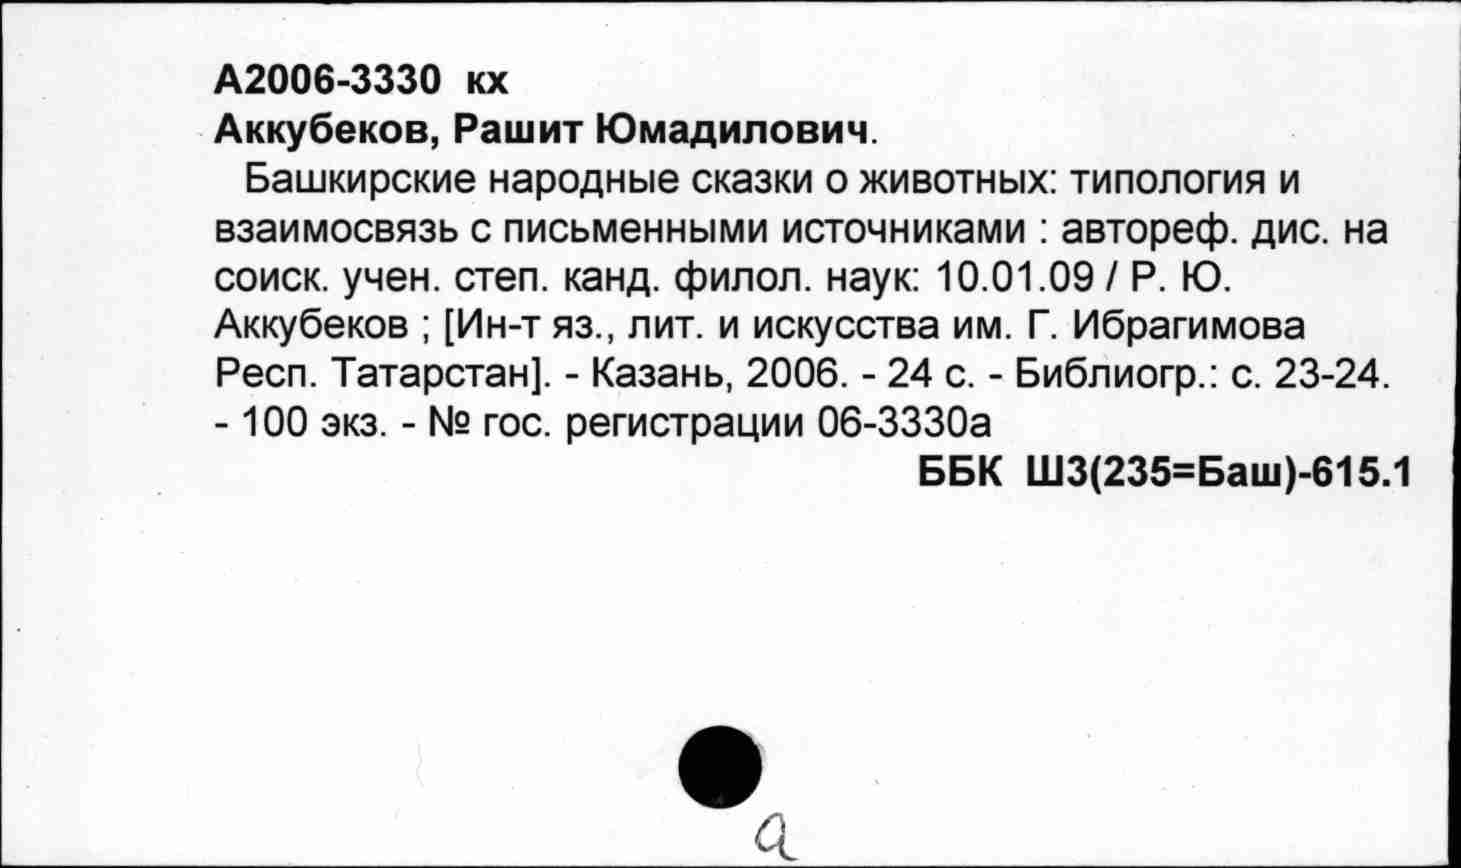 А2006-3330 кх
Аккубеков, Рашит Юмадилович.
Башкирские народные сказки о животных: типология и
взаимосвязь с письменными источниками : автореф. дис. на
соиск. учен. степ. канд. филол. наук: 10.01.09 / Р. Ю.
Аккубеков ; [Ин-т яз., лит. и искусства им. Г. Ибрагимова
Респ. Татарстан]. - Казань, 2006. - 24 с. - Библиогр.: с. 23-24.
- 100 экз. - № гос. регистрации 06-3330а
ББК Ш3(235=Баш)-615.1
а